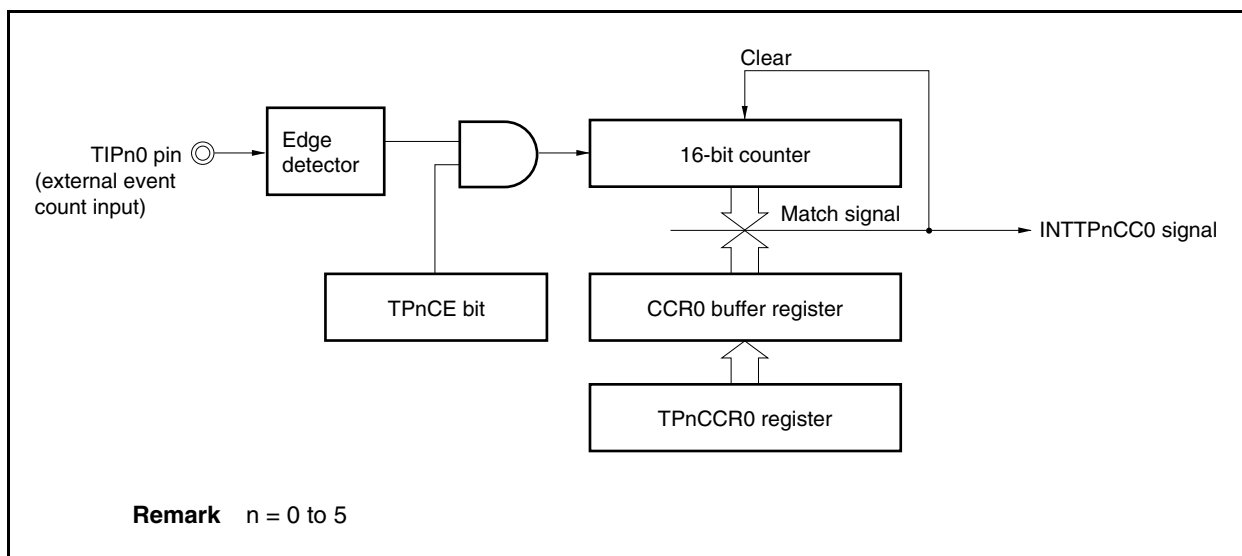 Clear
Edge
detector
16-bit counter
TIPn0 pin
(external event
count input)
Match signal
INTTPnCC0 signal
TPnCE bit
CCR0 buffer register
TPnCCR0 register
Remark n = 0 to 5